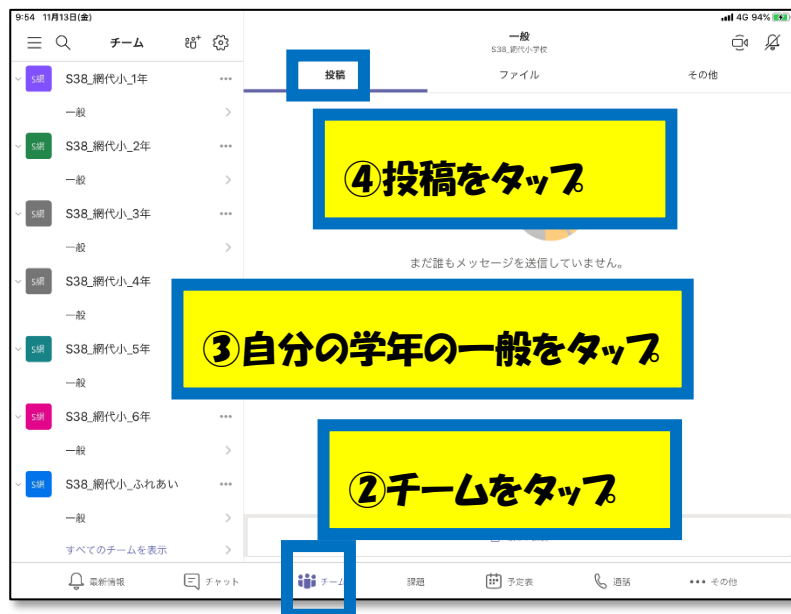 9:54 11月13日(金)
4G 94%
チーム
一般
S38_網代小学校
投稿
ファイル
その他
S網 S38_網代小_1年
一般
S網 S38_網代小_2年
一般
S網 S38_網代小_3年
一般
S網 S38_網代小_4年
一般
S網 S38_網代小_5年
一般
S網 S38_網代小_6年
一般
S網 S38_網代小_ふれあい
一般
すべてのチームを表示
④投稿をタップ
まだ誰もメッセージを送信していません。
③自分の学年の一般をタップ
②チームをタップ
最新情報
チャット
チーム
課題
予定表
通話
その他